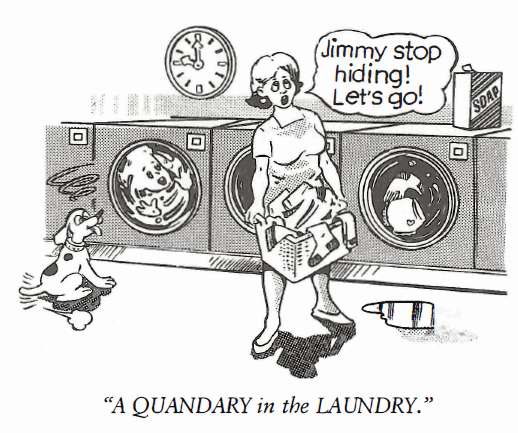 Jimmy stop
hiding!
Let's go!
SOAP
"A QUANDARY in the LAUNDRY."